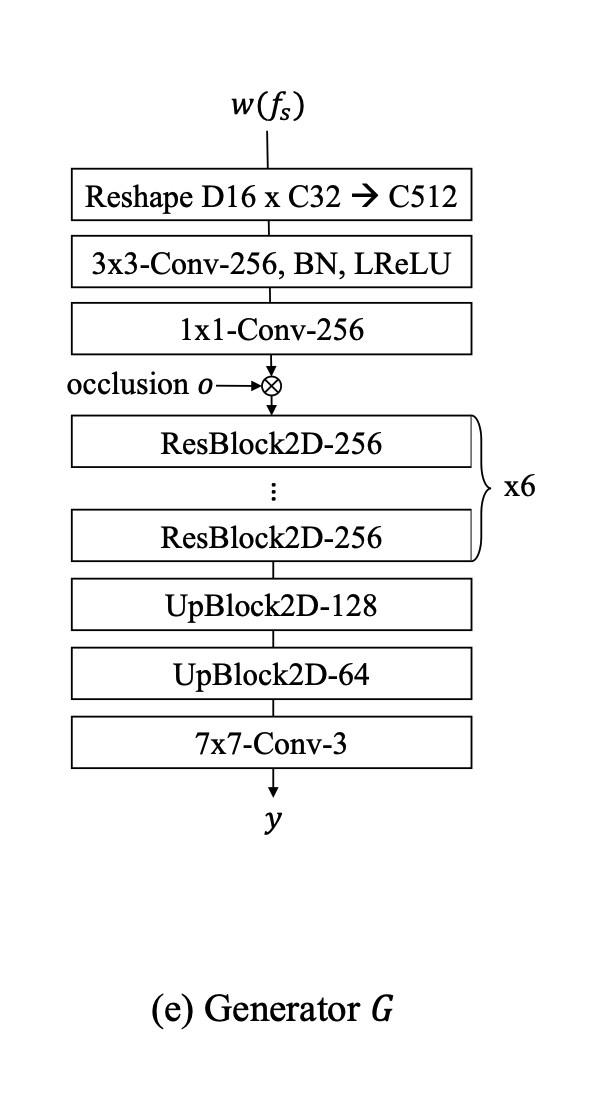 w(fₛ)
Reshape D16 x C32 → C512
3x3-Conv-256, BN, LReLU
1x1-Conv-256
occlusion o
ResBlock2D-256
⋮
ResBlock2D-256
x6
UpBlock2D-128
UpBlock2D-64
7x7-Conv-3
y
(e) Generator G